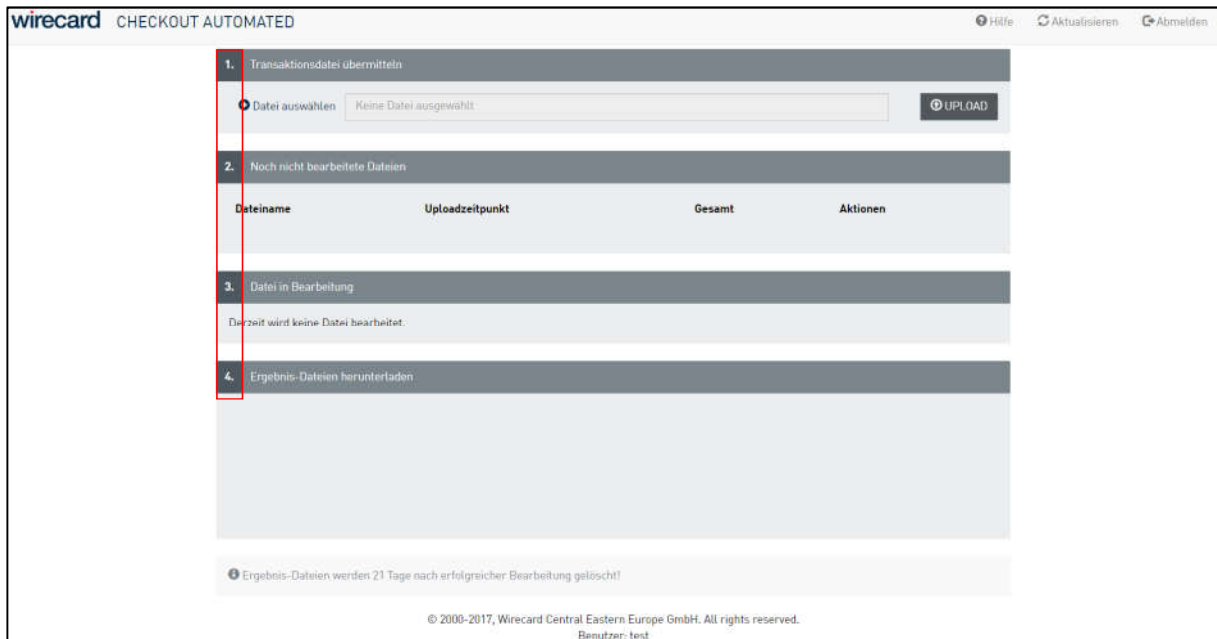 wirecard CHECKOUT AUTOMATED Hilfe Aktualisieren Abmelden
1. Transaktionsdatei übermitteln
Datei auswählen Keine Datei ausgewählt UPLOAD
2. Noch nicht bearbeitete Dateien
Dateiname Uploadzeitpunkt Gesamt Aktionen
3. Datei in Bearbeitung
Derzeit wird keine Datei bearbeitet.
4. Ergebnis-Dateien herunterladen
Ergebnis-Dateien werden 21 Tage nach erfolgreicher Bearbeitung gelöscht!
© 2000-2017, Wirecard Central Eastern Europe GmbH. All rights reserved.
Benutzer: test